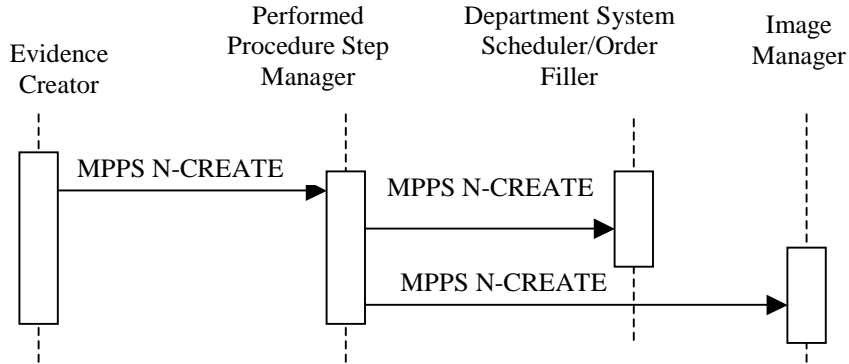 Evidence
Creator
Performed
Procedure Step
Manager
Department System
Scheduler/Order
Filler
Image
Manager
MPPS N-CREATE
MPPS N-CREATE
MPPS N-CREATE